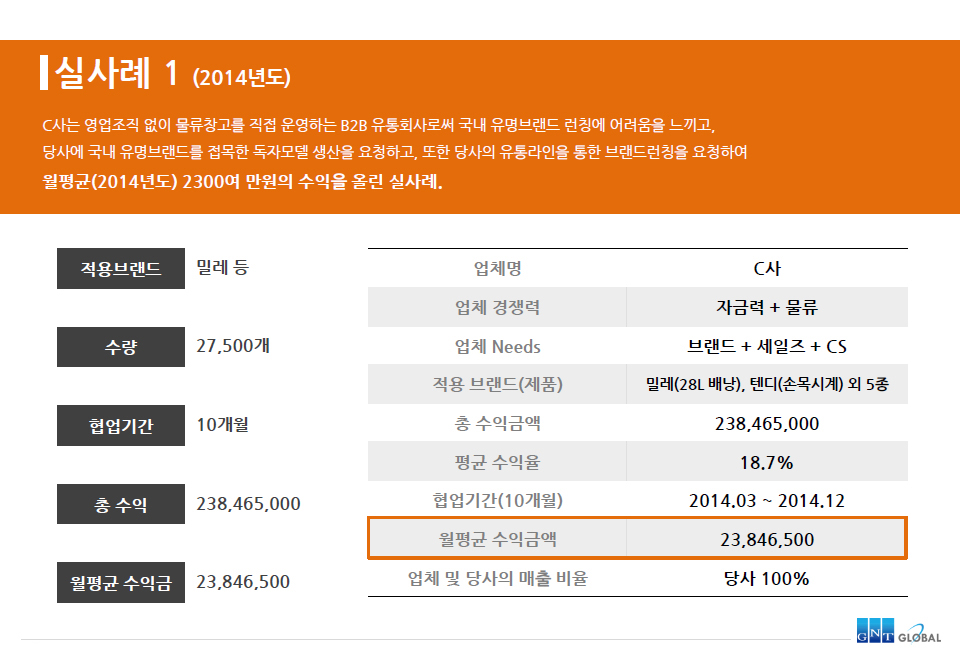 실사례 1 (2014년도)
C사는 영업조직 없이 물류창고를 직접 운영하는 B2B 유통회사로써 국내 유명브랜드 런칭에 어려움을 느끼고,
당사에 국내 유명브랜드를 접목한 독자모델 생산을 요청하고, 또한 당사의 유통라인을 통한 브랜드런칭을 요청하여
월평균(2014년도) 2300여 만원의 수익을 올린 실사례.
적용브랜드 밀레 등
수량 27,500개
협업기간 10개월
총 수익 238,465,000
월평균 수익금 23,846,500
업체명 C사
업체 경쟁력 자금력 + 물류
업체 Needs 브랜드 + 세일즈 + CS
적용 브랜드(제품) 밀레(28L 배낭), 텐디(손목시계) 외 5종
총 수익금액 238,465,000
평균 수익율 18.7%
협업기간(10개월) 2014.03 ~ 2014.12
월평균 수익금액 23,846,500
업체 및 당사의 매출 비율 당사 100%
GNT GLOBAL